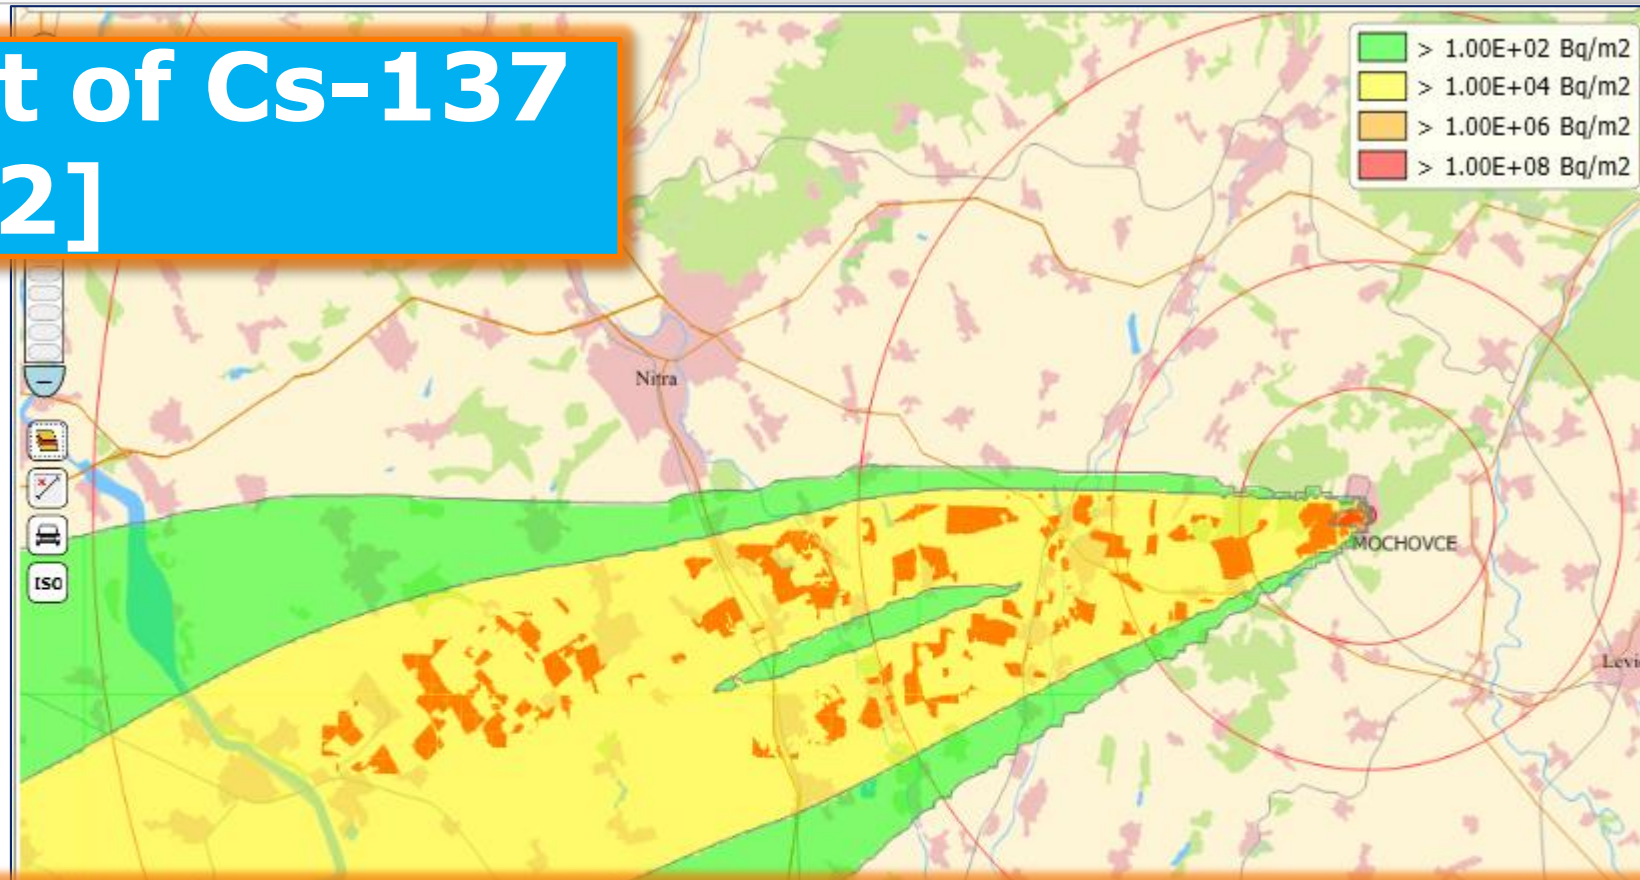 t of Cs-137
2]
> 1.00E+02 Bq/m2
> 1.00E+04 Bq/m2
> 1.00E+06 Bq/m2
> 1.00E+08 Bq/m2
Nitra
MOCHOVCE
Levi
ISO